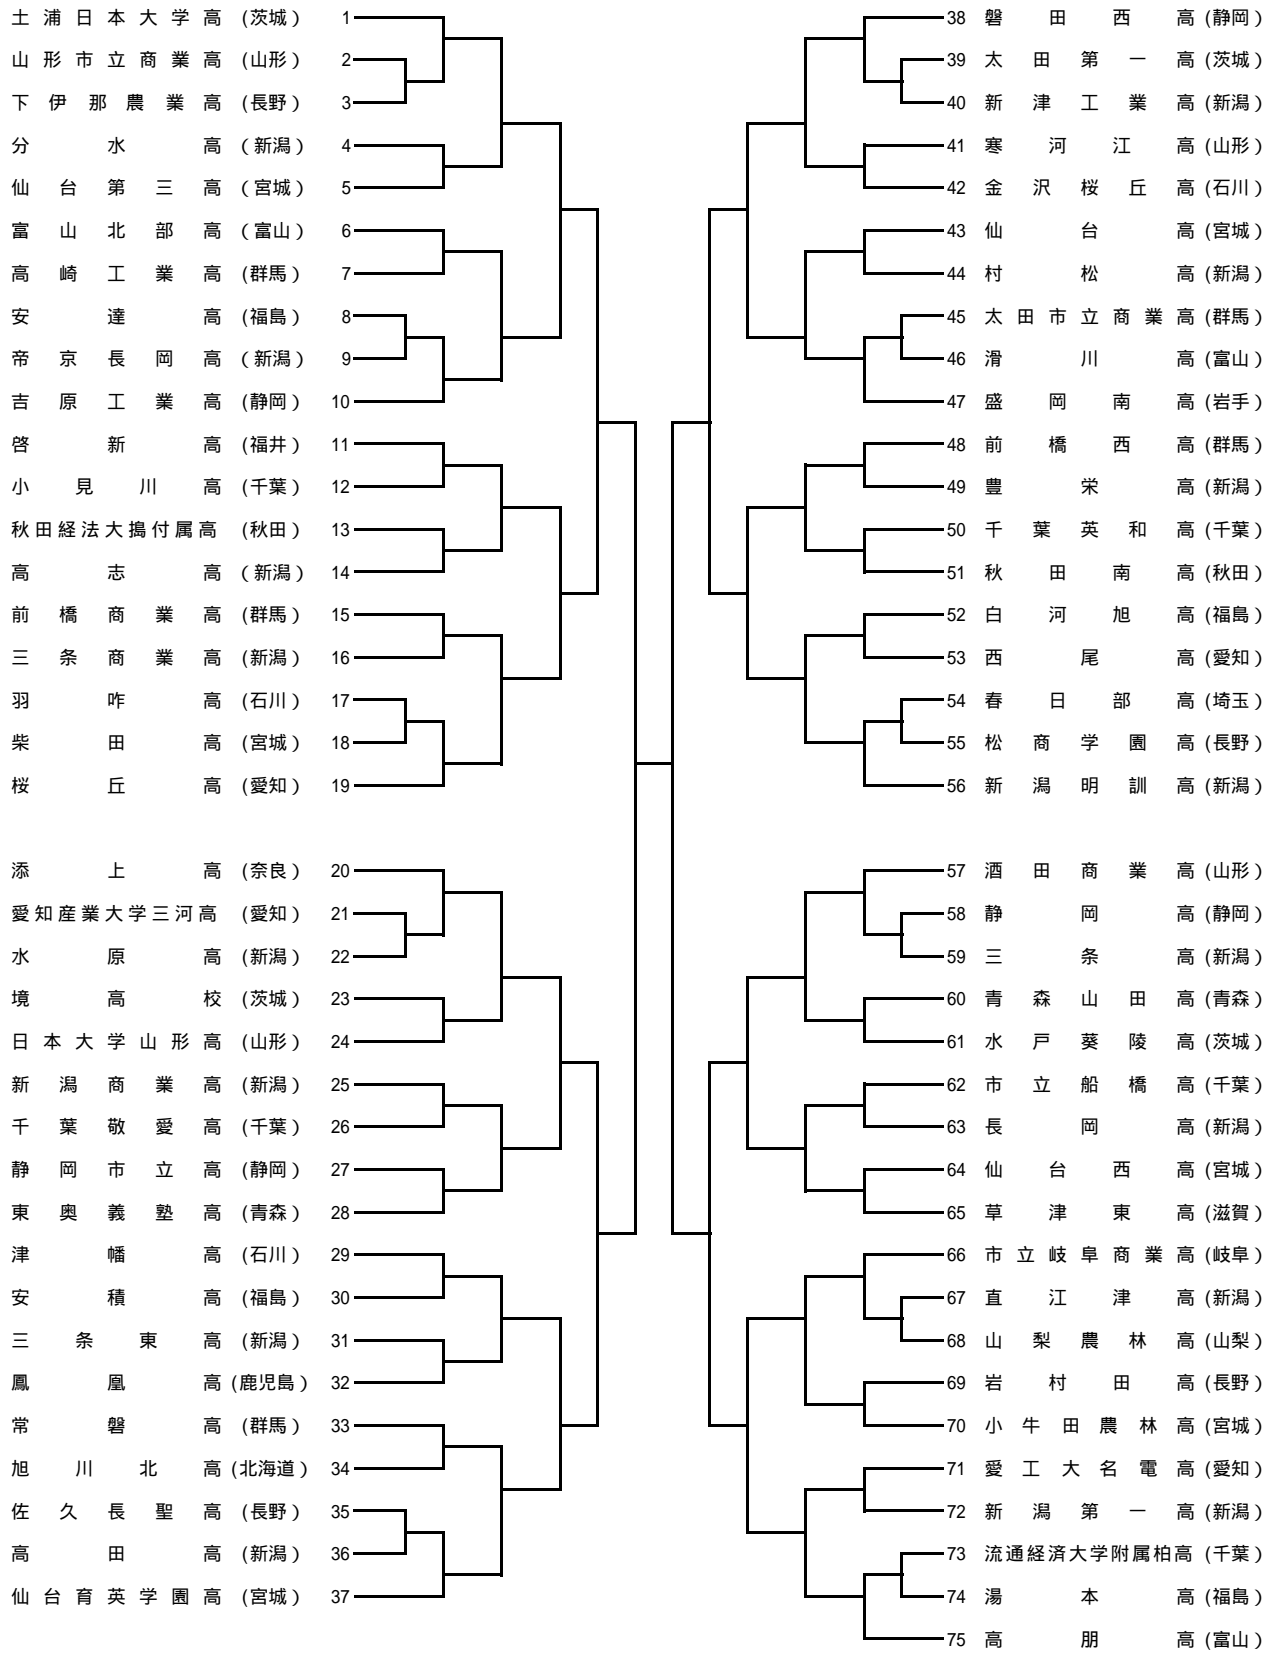 土浦日本大学高 (茨城) 1
山形市立商業高 (山形) 2
下伊那農業高 (長野) 3
分水高 (新潟) 4
仙台第三高 (宮城) 5
富山北部高 (富山) 6
高崎工業高 (群馬) 7
安達高 (福島) 8
帝京長岡高 (新潟) 9
吉原工業高 (静岡) 10
啓新高 (福井) 11
小見川高 (千葉) 12
秋田経法大搗付属高 (秋田) 13
高志高 (新潟) 14
前橋商業高 (群馬) 15
三条商業高 (新潟) 16
羽咋高 (石川) 17
柴田高 (宮城) 18
桜丘高 (愛知) 19
添上高 (奈良) 20
愛知産業大学三河高 (愛知) 21
水原高 (新潟) 22
境高校 (茨城) 23
日本大学山形高 (山形) 24
新潟商業高 (新潟) 25
千葉敬愛高 (千葉) 26
静岡市立高 (静岡) 27
東奥義塾高 (青森) 28
津幡高 (石川) 29
安積高 (福島) 30
三条東高 (新潟) 31
鳳凰高 (鹿児島) 32
常磐高 (群馬) 33
旭川北高 (北海道) 34
佐久長聖高 (長野) 35
高田高 (新潟) 36
仙台育英学園高 (宮城) 37
38 磐田西高 (静岡)
39 太田第一高 (茨城)
40 新津工業高 (新潟)
41 寒河江高 (山形)
42 金沢桜丘高 (石川)
43 仙台高 (宮城)
44 村松高 (新潟)
45 太田市立商業高 (群馬)
46 滑川高 (富山)
47 盛岡南高 (岩手)
48 前橋西高 (群馬)
49 豊栄高 (新潟)
50 千葉英和高 (千葉)
51 秋田南高 (秋田)
52 白河旭高 (福島)
53 西尾高 (愛知)
54 春日部高 (埼玉)
55 松商学園高 (長野)
56 新潟明訓高 (新潟)
57 酒田商業高 (山形)
58 静岡高 (静岡)
59 三条高 (新潟)
60 青森山田高 (青森)
61 水戸葵陵高 (茨城)
62 市立船橋高 (千葉)
63 長岡高 (新潟)
64 仙台西高 (宮城)
65 草津東高 (滋賀)
66 市立岐阜商業高 (岐阜)
67 直江津高 (新潟)
68 山梨農林高 (山梨)
69 岩村田高 (長野)
70 小牛田農林高 (宮城)
71 愛工大名電高 (愛知)
72 新潟第一高 (新潟)
73 流通経済大学附属柏高 (千葉)
74 湯本高 (福島)
75 高朋高 (富山)